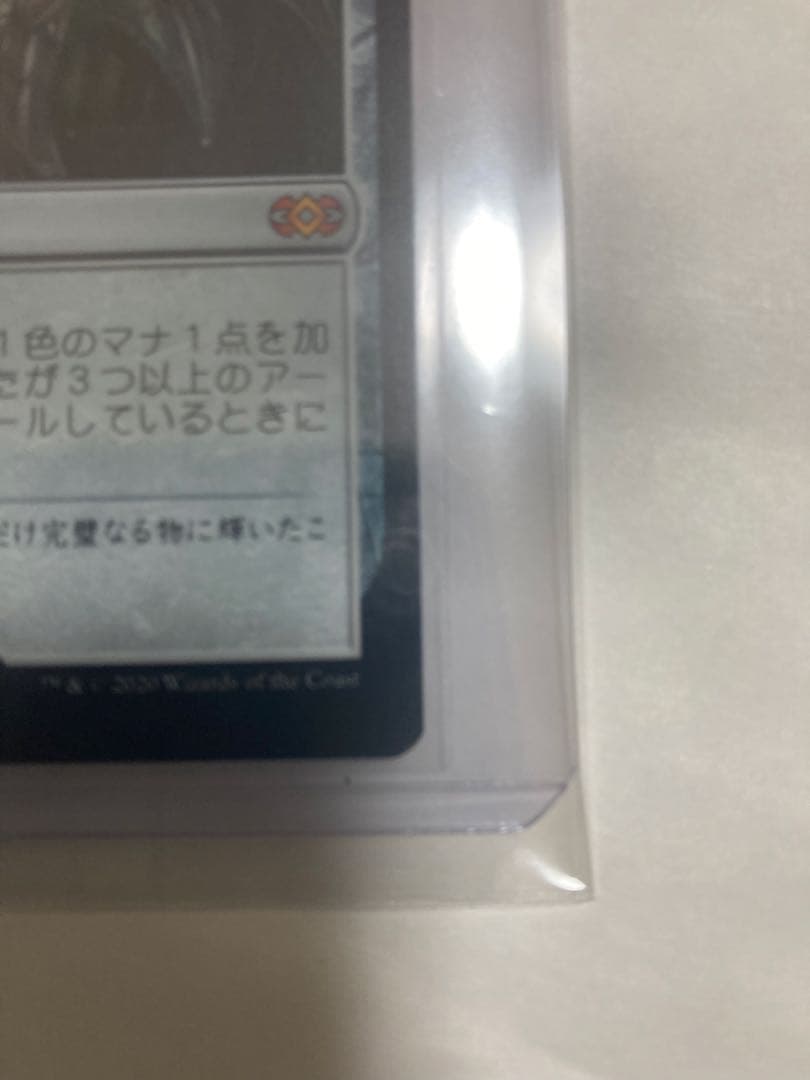 1色のマナ1点を加
たが3つ以上のアー
ールしているときに
だけ完璧なる物に輝いたこ
™ & © 2020 Wizards of the Coast